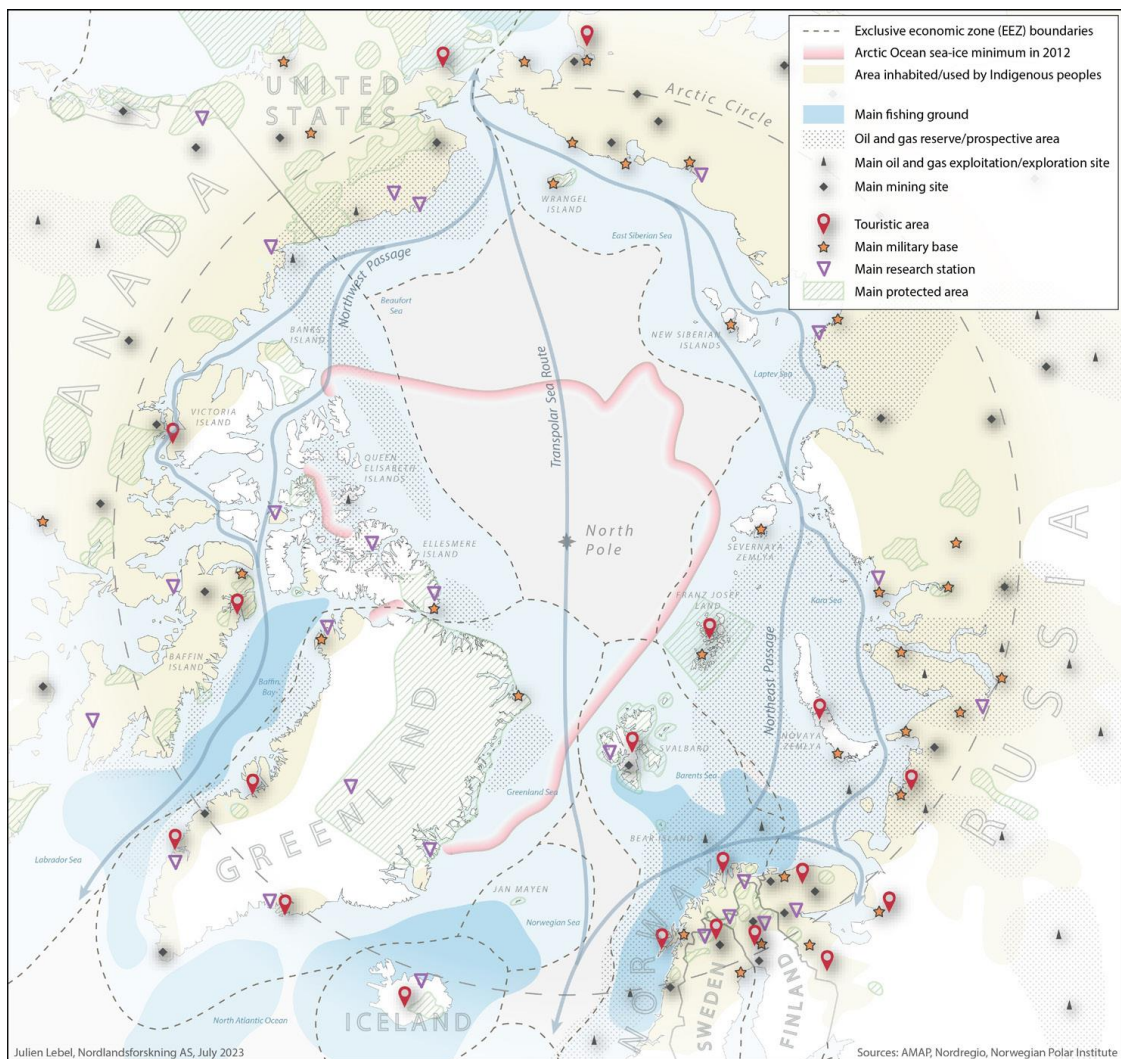 Exclusive economic zone (EEZ) boundaries
Arctic Ocean sea-ice minimum in 2012
Area inhabited/used by Indigenous peoples
Main fishing ground
Oil and gas reserve/prospective area
Main oil and gas exploitation/exploration site
Main mining site
Touristic area
Main military base
Main research station
Main protected area
UNITED
STATES
Arctic Circle
WRANGEL
ISLAND
East Siberian Sea
CANADA
Northwest Passage
Beaufort
Sea
BANKS
ISLAND
NEW SIBERIAN
ISLANDS
Laptev Sea
Transpolar Sea Route
VICTORIA
ISLAND
QUEEN
ELISABETH
ISLANDS
North
Pole
ELLESMERE
ISLAND
SEVERNAYA
ZEMLYA
RUSSIA
FRANZ JOSEF
LAND
Kara Sea
Northeast Passage
BAFFIN
ISLAND
Baffin
Bay
NOVAYA
ZEMLYA
SVALBARD
Barents Sea
GREENLAND
Greenland Sea
BEAR ISLAND
Labrador Sea
JAN MAYEN
Norwegian Sea
NORWAY
SWEDEN
FINLAND
ICELAND
North Atlantic Ocean
Julien Lebel, Nordlandsforskning AS, July 2023
Sources: AMAP, Nordregio, Norwegian Polar Institute